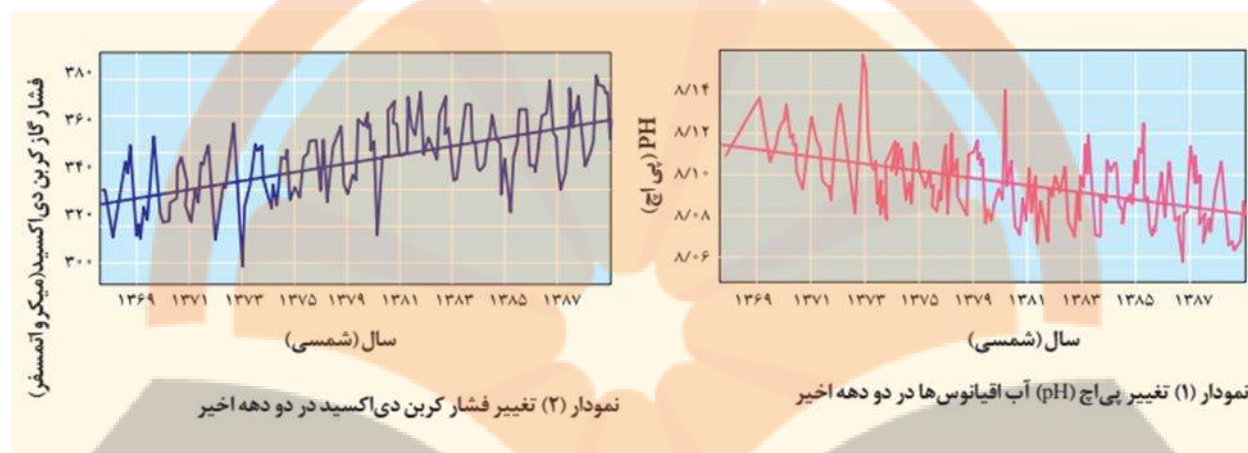 PH
(پی اچ)
۸/۱۴
۸/۱۲
۸/۱۰
۸/۰۸
۸/۰۶
۱۳۶۹ ۱۳۷۱ ۱۳۷۳ ۱۳۷۵ ۱۳۷۹ ۱۳۸۱ ۱۳۸۳ ۱۳۸۵ ۱۳۸۷
سال (شمسی)
نمودار (۱) تغییر پی‌اچ (pH) آب اقیانوس‌ها در دو دهه اخیر
فشار گاز کربن دی‌اکسید (میکرواتمسفر)
۳۸۰
۳۶۰
۳۴۰
۳۲۰
۳۰۰
۱۳۶۹ ۱۳۷۱ ۱۳۷۳ ۱۳۷۵ ۱۳۷۹ ۱۳۸۱ ۱۳۸۳ ۱۳۸۵ ۱۳۸۷
سال (شمسی)
نمودار (۲) تغییر فشار کربن دی‌اکسید در دو دهه اخیر